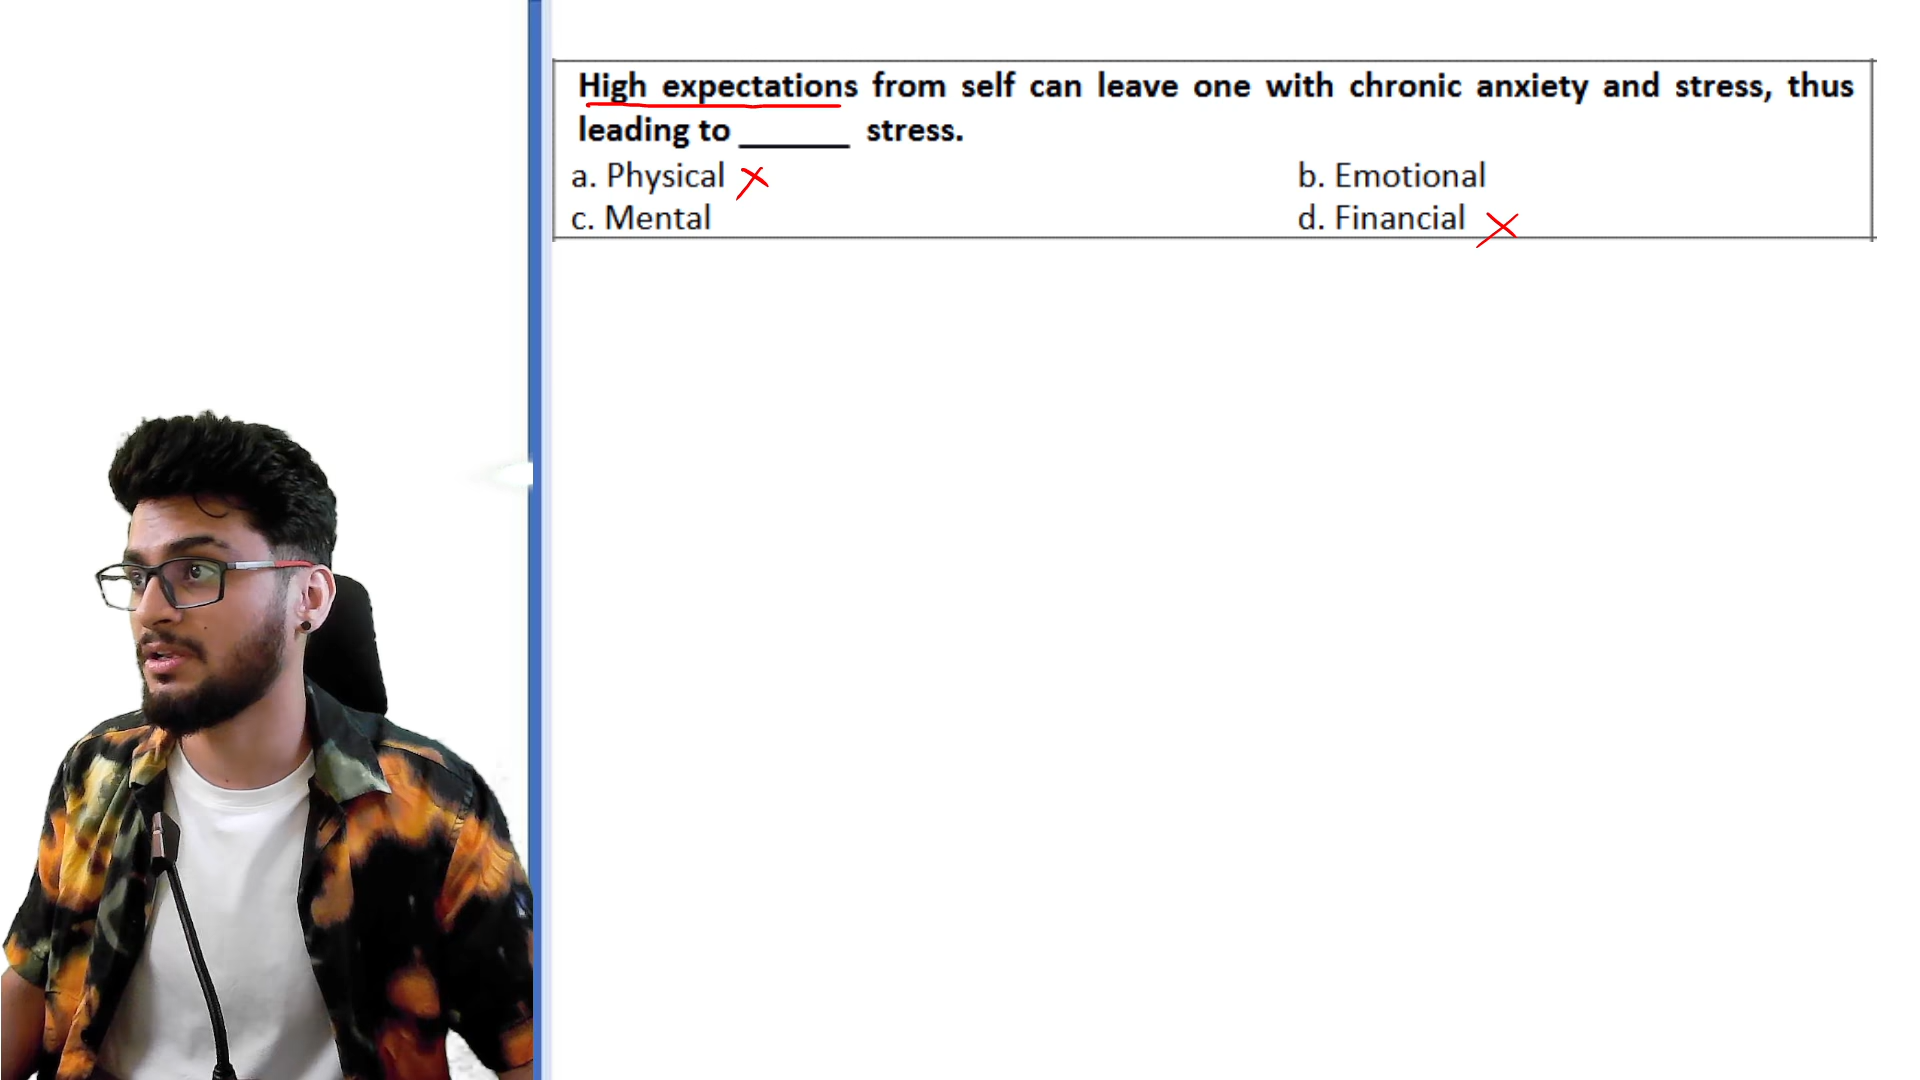 High expectations from self can leave one with chronic anxiety and stress, thus
leading to ______ stress.
a. Physical
b. Emotional
c. Mental
d. Financial